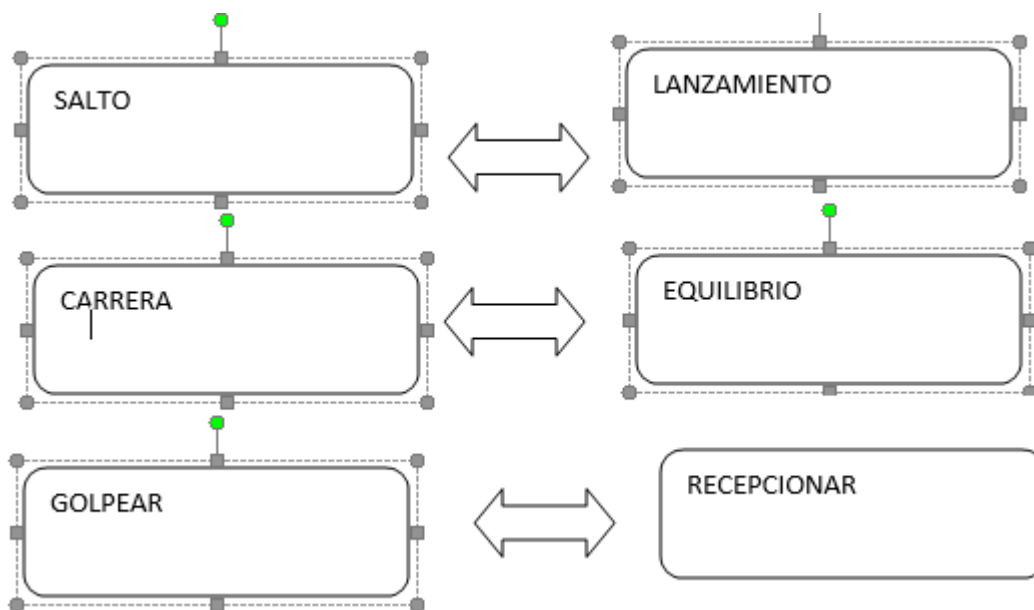 SALTO
LANZAMIENTO
CARRERA
EQUILIBRIO
GOLPEAR
RECEPCIONAR